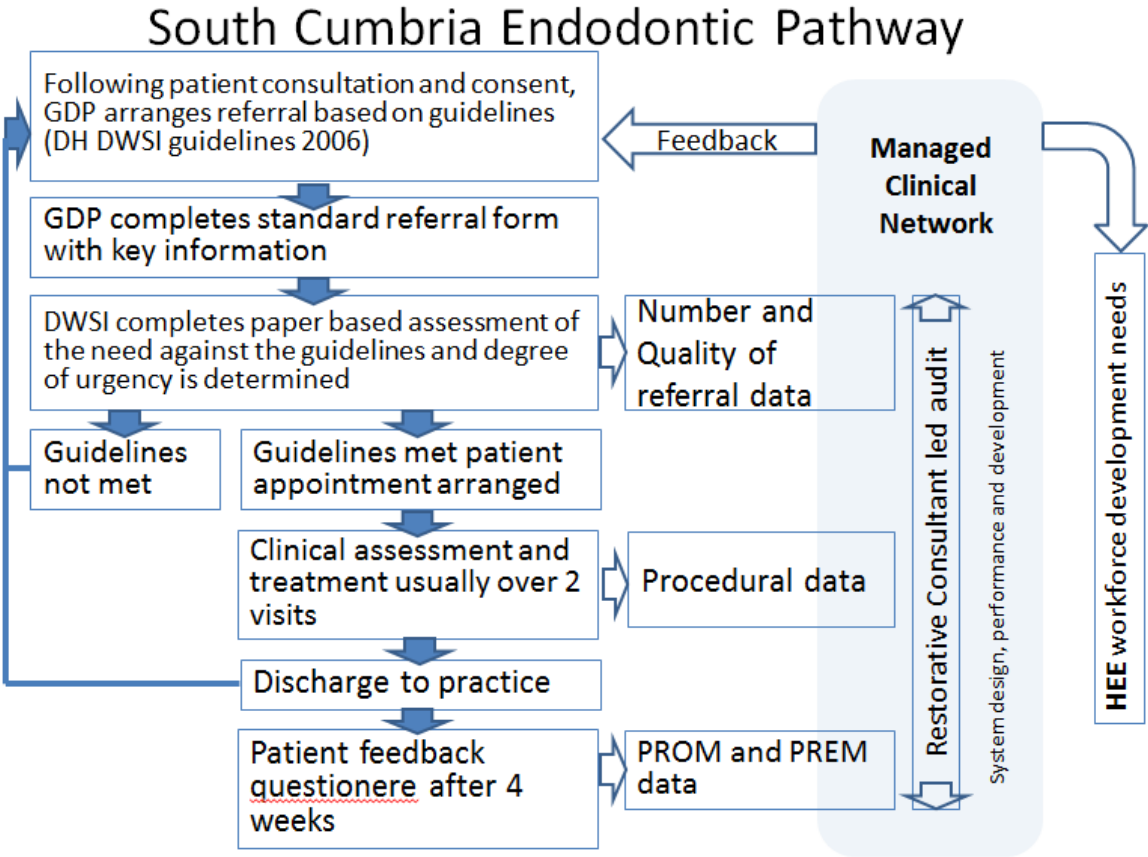 South Cumbria Endodontic Pathway
Following patient consultation and consent,
GDP arranges referral based on guidelines
(DH DWSI guidelines 2006)
Feedback
Managed
Clinical
Network
GDP completes standard referral form
with key information
DWSI completes paper based assessment of
the need against the guidelines and degree
of urgency is determined
Number and
Quality of
referral data
Guidelines
not met
Guidelines met patient
appointment arranged
Clinical assessment and
treatment usually over 2
visits
Procedural data
Discharge to practice
Patient feedback
questionere after 4
weeks
PROM and PREM
data
Restorative Consultant led audit
System design, performance and development
HEE workforce development needs